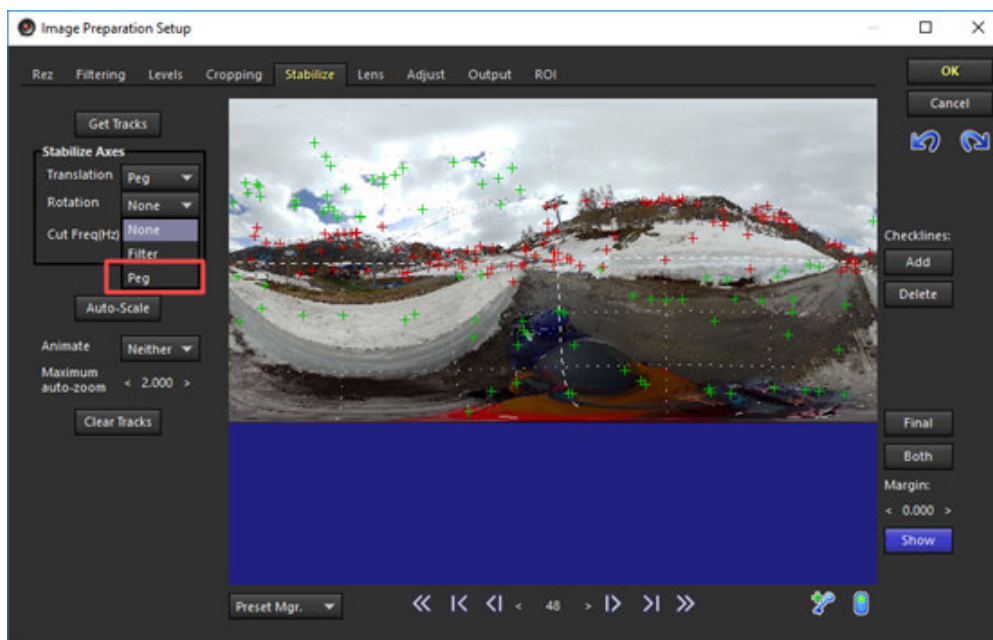 Image Preparation Setup
Rez Filtering Levels Cropping Stabilize Lens Adjust Output ROI
OK
Cancel
Get Tracks
Stabilize Axes
Translation Peg
Rotation None
Cut Freq(Hz) None
Filter
Peg
Auto-Scale
Animate Neither
Maximum
auto-zoom < 2.000 >
Clear Tracks
Checklines:
Add
Delete
Final
Both
Margin:
< 0.000 >
Show
Preset Mgr. < 48 >